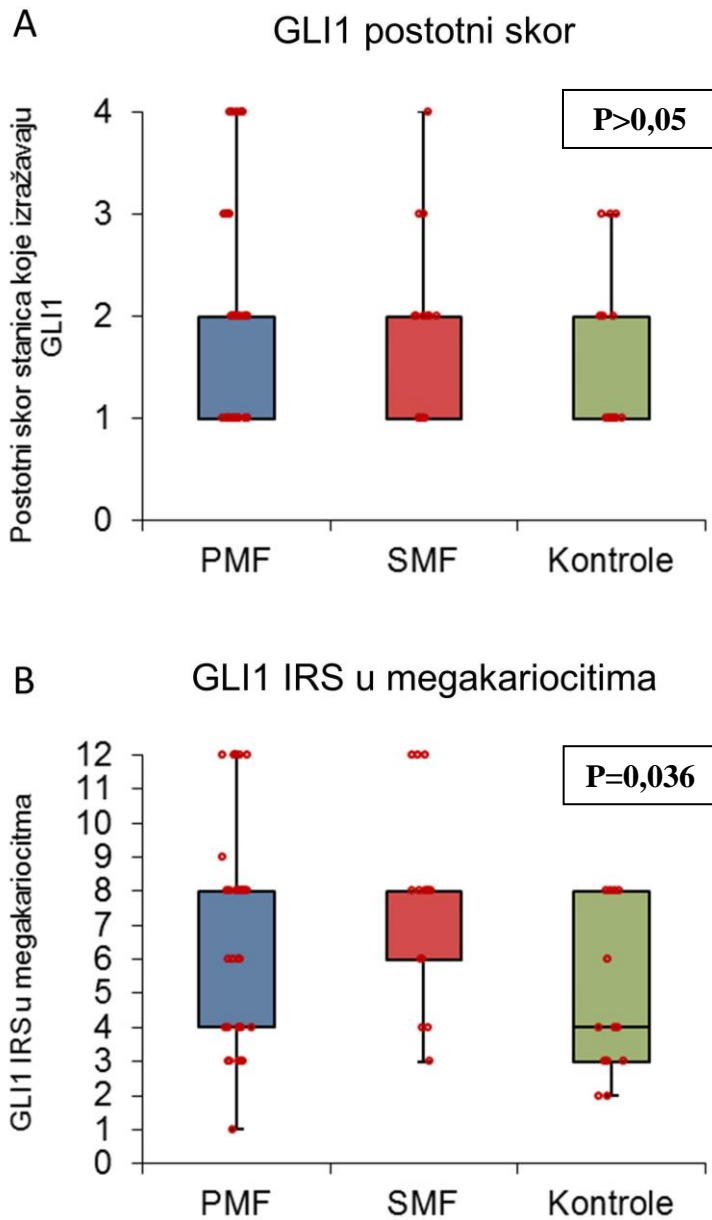 A
GLI1 postotni skor
P>0,05
Postotni skor stanica koje izražavaju
GLI1
4
3
2
1
0
PMF SMF Kontrole
B
GLI1 IRS u megakariocitima
P=0,036
GLI1 IRS u megakariocitma
12
11
10
9
8
7
6
5
4
3
2
1
0
PMF SMF Kontrole